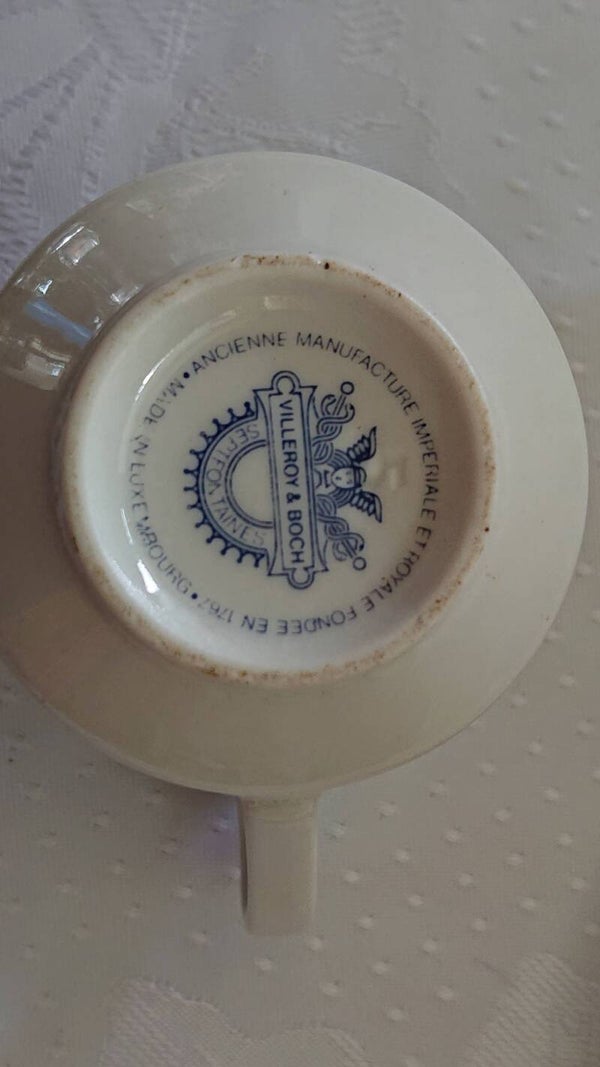 • ANCIENNE MANUFACTURE IMPERIALE ET ROYALE FONDEE EN 1767 • MADE IN LUXEMBOURG
VILLEROY & BOCH
SEPTFONTAINES